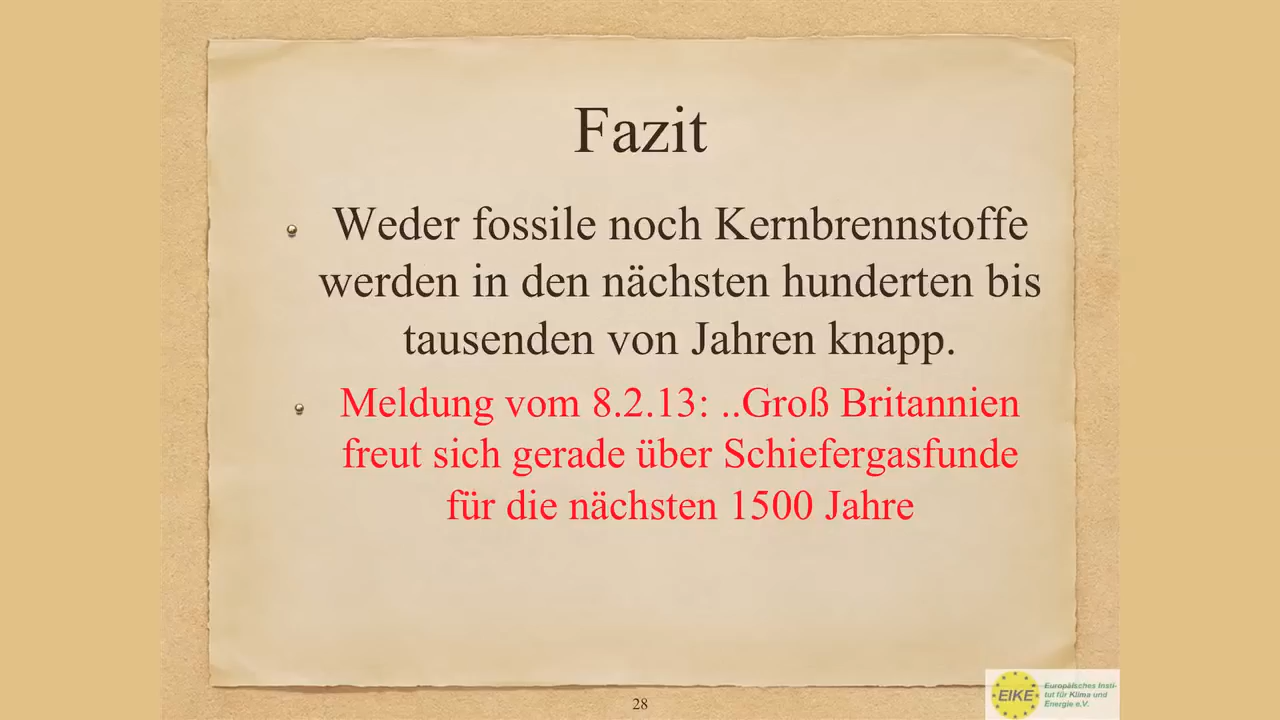 Fazit
Weder fossile noch Kernbrennstoffe
werden in den nächsten hunderten bis
tausenden von Jahren knapp.
Meldung vom 8.2.13: ..Groß Britannien
freut sich gerade über Schiefergasfunde
für die nächsten 1500 Jahre
28
EIKE
Europäisches Insti-
tut für Klima und
Energie e.V.